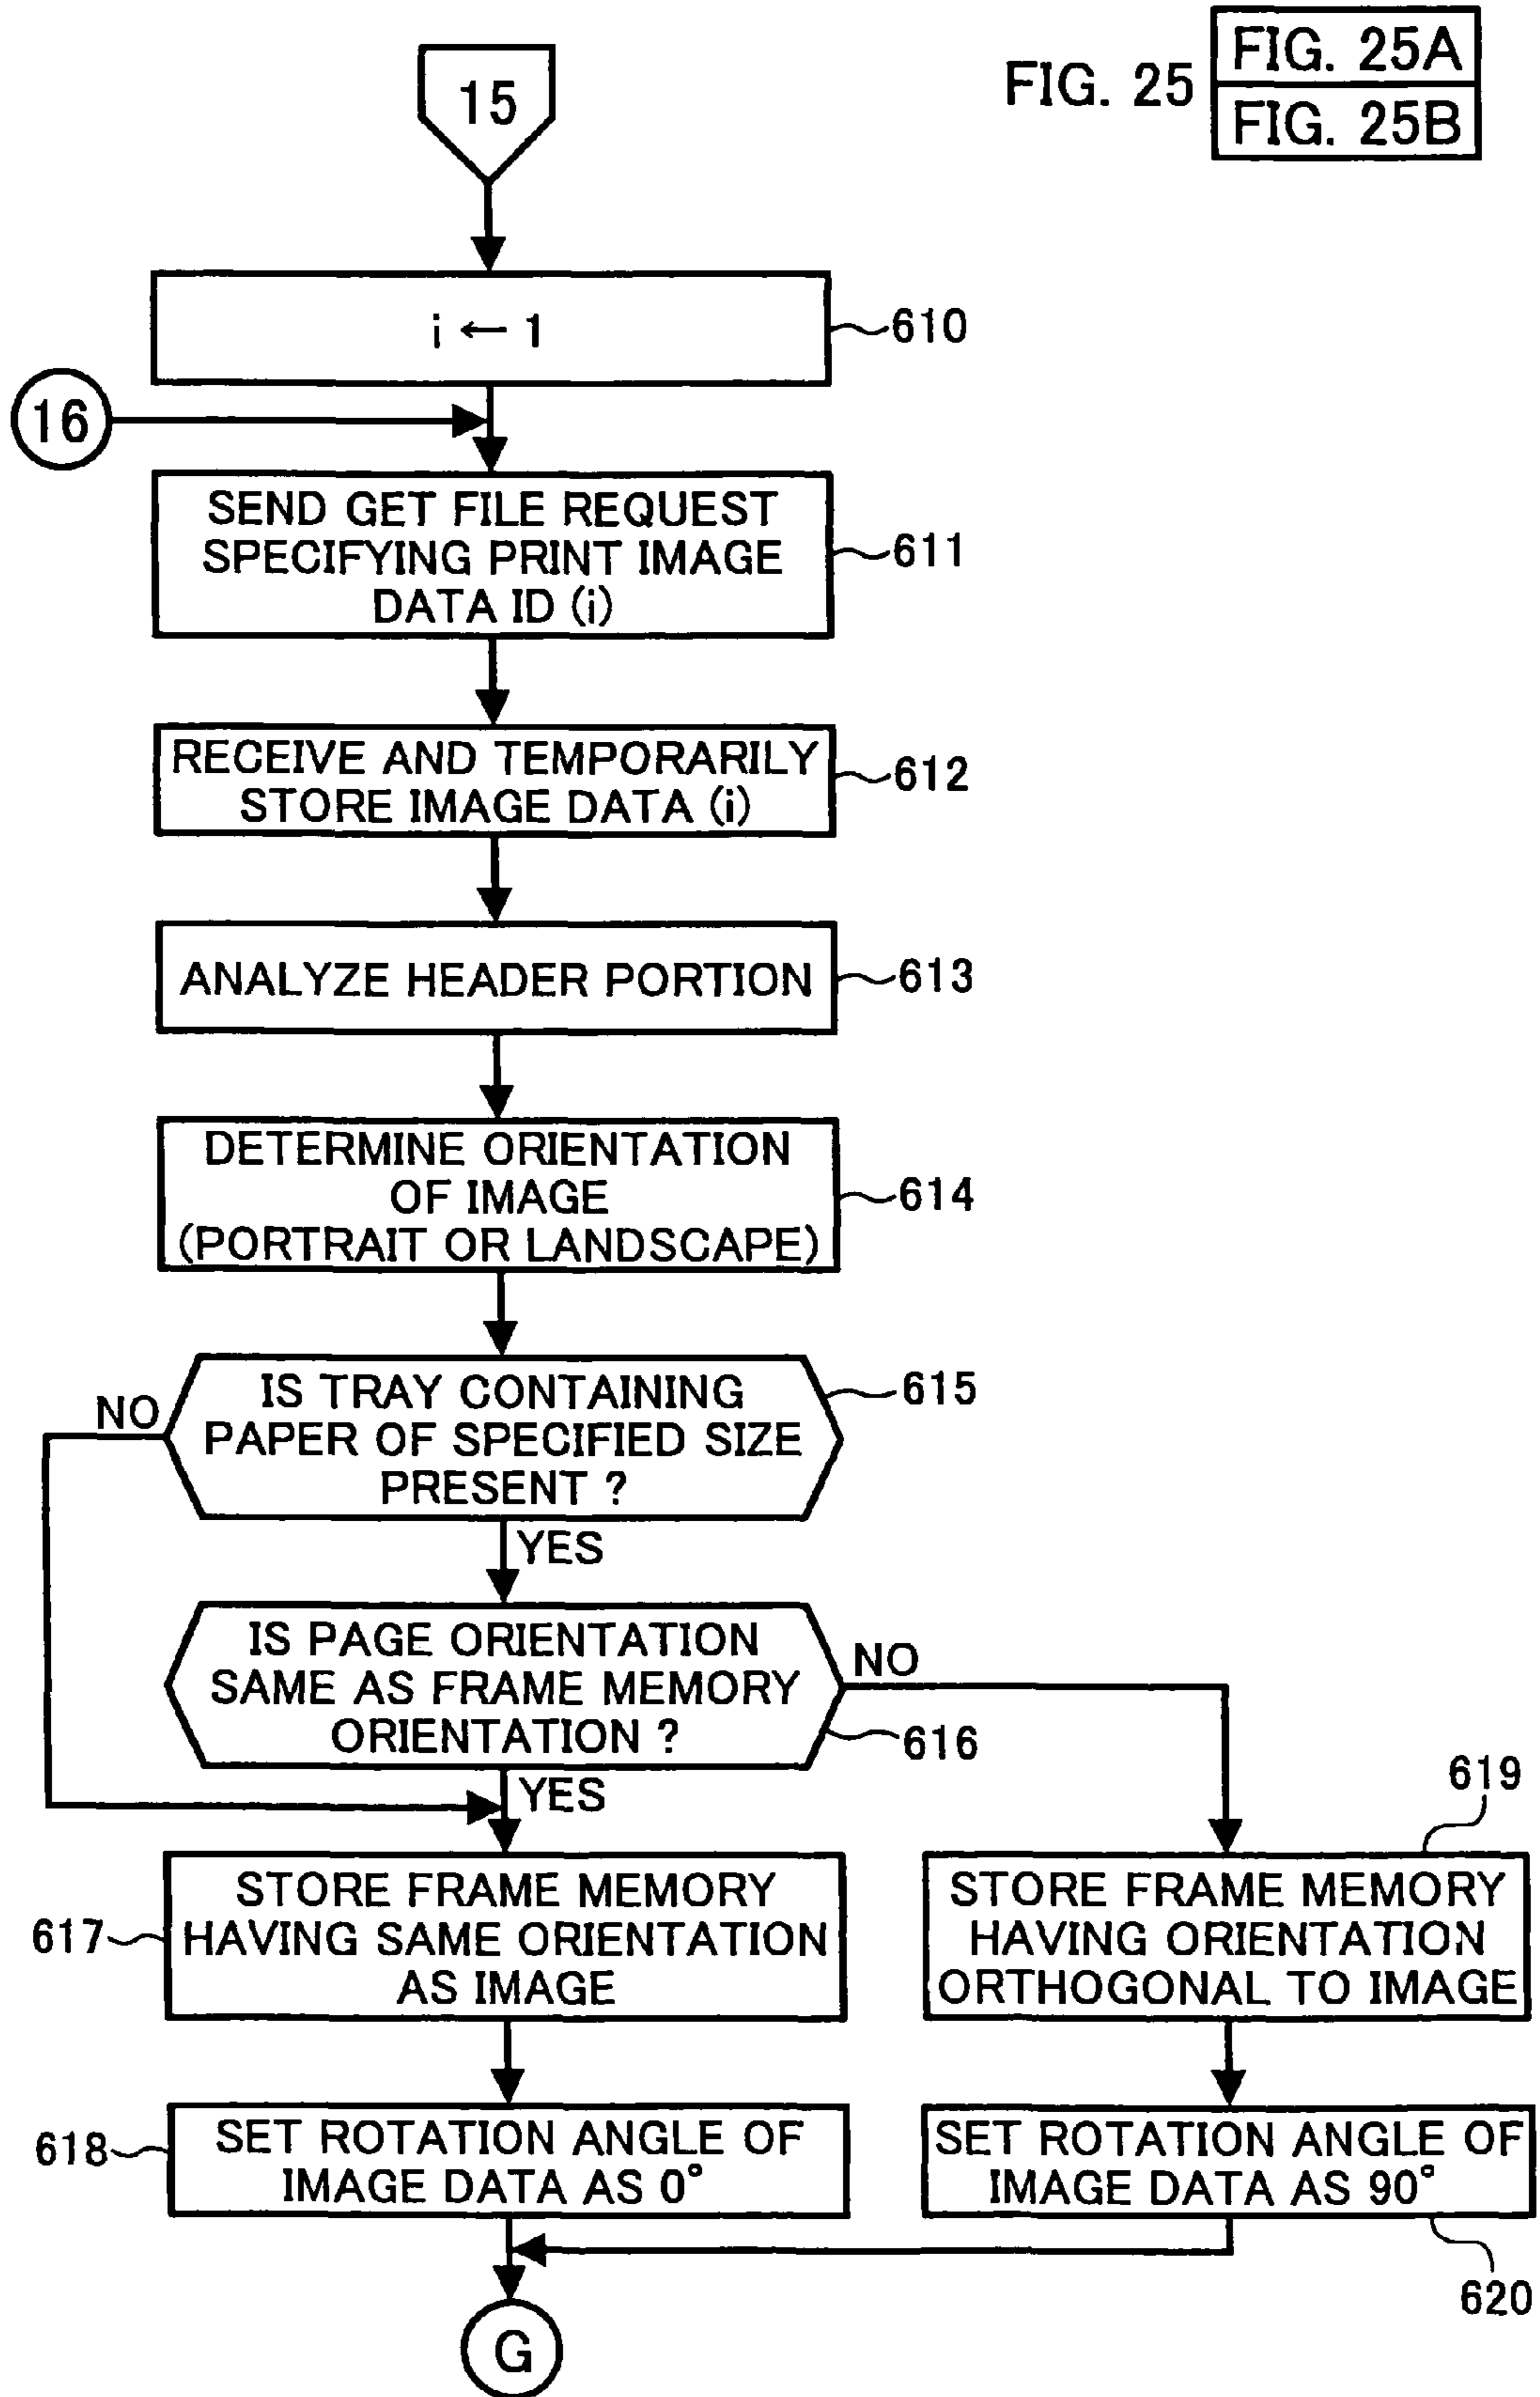 FIG. 25
FIG. 25A
FIG. 25B
15
i ← 1
610
16
SEND GET FILE REQUEST
SPECIFYING PRINT IMAGE
DATA ID (i)
611
RECEIVE AND TEMPORARILY
STORE IMAGE DATA (i)
612
ANALYZE HEADER PORTION
613
DETERMINE ORIENTATION
OF IMAGE
(PORTRAIT OR LANDSCAPE)
614
IS TRAY CONTAINING
PAPER OF SPECIFIED SIZE
PRESENT ?
615
NO
YES
IS PAGE ORIENTATION
SAME AS FRAME MEMORY
ORIENTATION ?
616
NO
YES
617
STORE FRAME MEMORY
HAVING SAME ORIENTATION
AS IMAGE
619
STORE FRAME MEMORY
HAVING ORIENTATION
ORTHOGONAL TO IMAGE
618
SET ROTATION ANGLE OF
IMAGE DATA AS 0°
SET ROTATION ANGLE OF
IMAGE DATA AS 90°
620
G